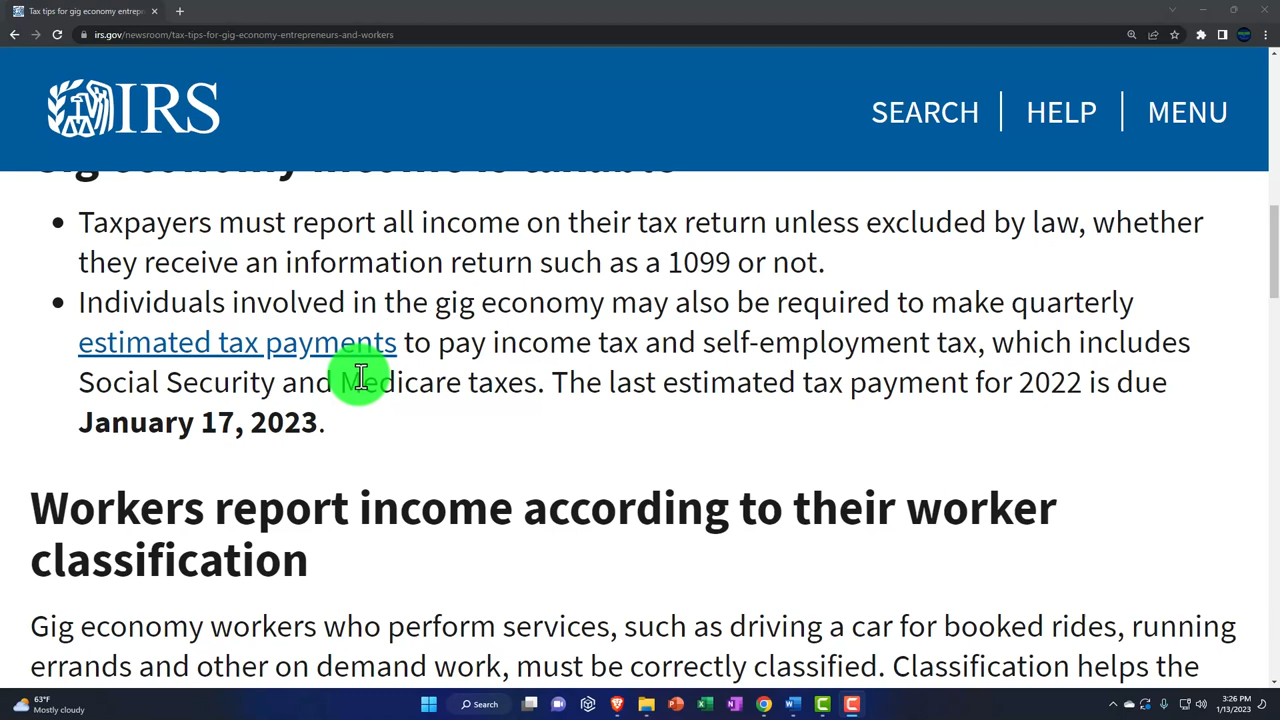 Tax tips for gig economy entrep
irs.gov/newsroom/tax-tips-for-gig-economy-entrepreneurs-and-workers
IRS
SEARCH HELP MENU
Gig economy income is taxable
• Taxpayers must report all income on their tax return unless excluded by law, whether
they receive an information return such as a 1099 or not.
• Individuals involved in the gig economy may also be required to make quarterly
estimated tax payments to pay income tax and self-employment tax, which includes
Social Security and Medicare taxes. The last estimated tax payment for 2022 is due
January 17, 2023.
Workers report income according to their worker
classification
Gig economy workers who perform services, such as driving a car for booked rides, running
errands and other on demand work, must be correctly classified. Classification helps the
63°F
Mostly cloudy
Search
3:26 PM
1/13/2023